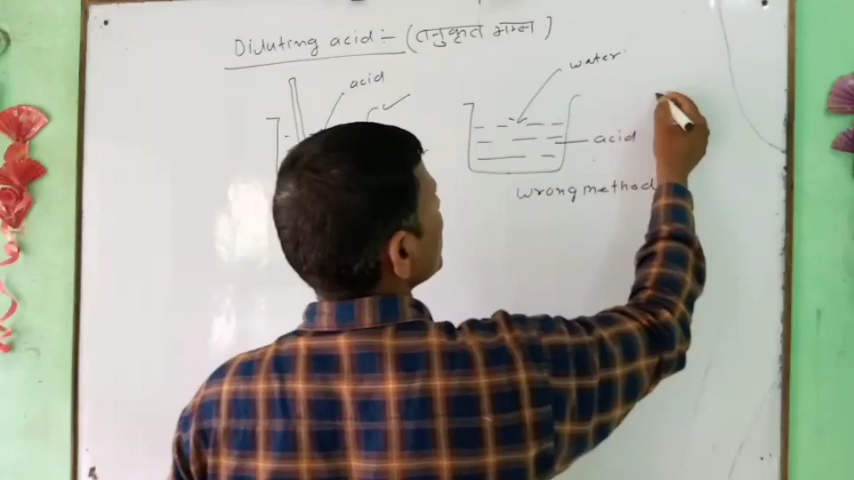 Diluting acid :- (तनुकृत अम्ल)
acid
water
acid
wrong method